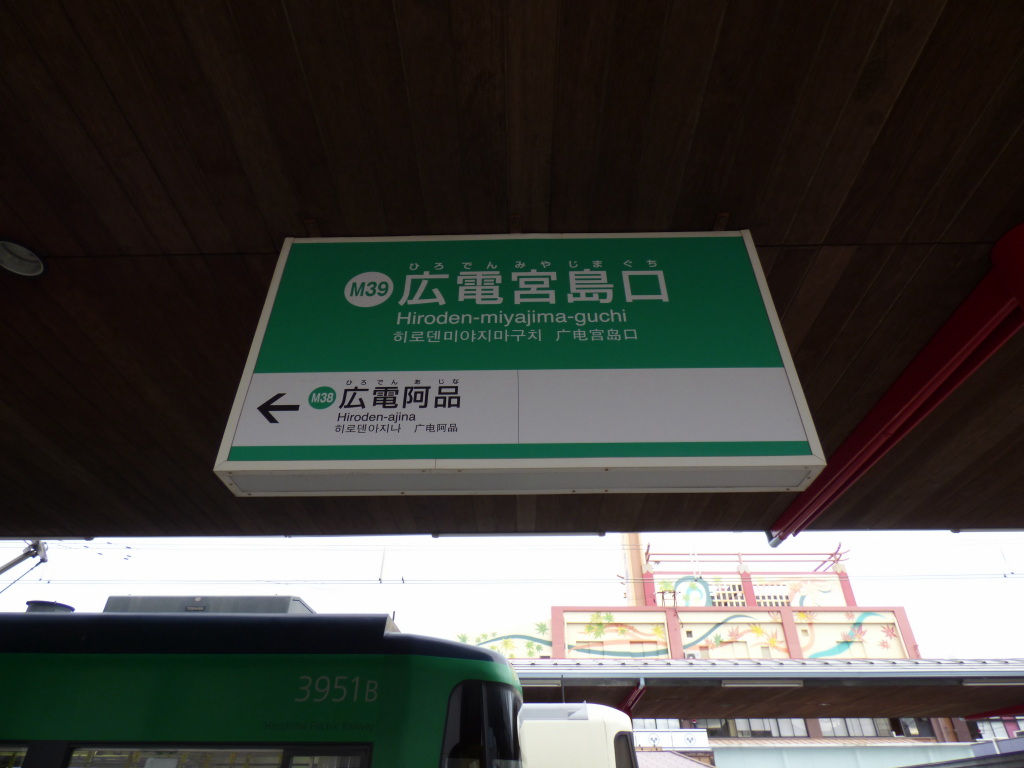 ひろでんみやじまぐち
M39 広電宮島口
Hiroden-miyajima-guchi
히로덴미야지마구치 广电宫岛口
ひろでん あじな
M38 広電阿品
Hiroden-ajina
히로덴아지나 广电阿品
3951B